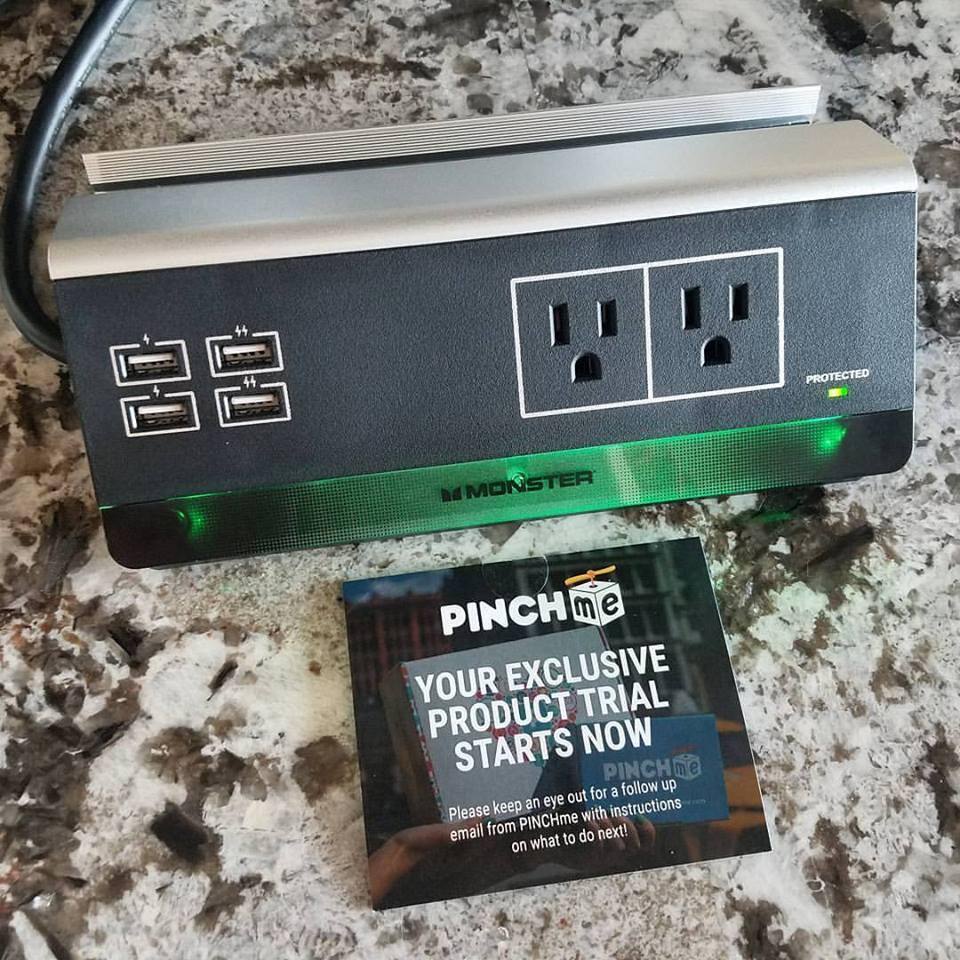 PROTECTED
MONSTER
PINCHme
YOUR EXCLUSIVE
PRODUCT TRIAL
STARTS NOW
PINCHme
Please keep an eye out for a follow up
email from PINCHme with instructions
on what to do next!